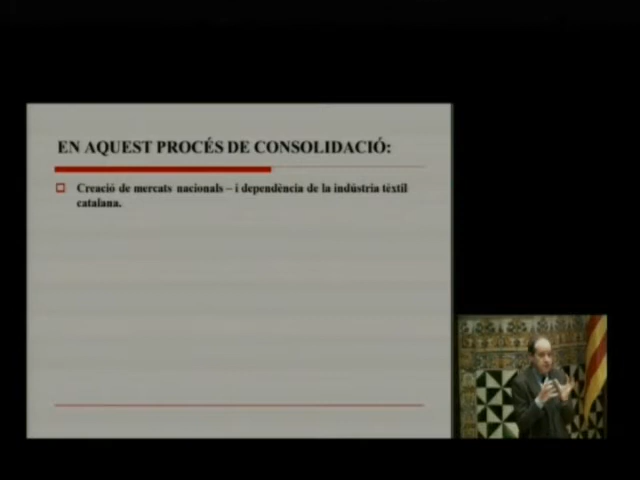 EN AQUEST PROCÉS DE CONSOLIDACIÓ:
Creació de mercats nacionals – i dependència de la indústria tèxtil
catalana.